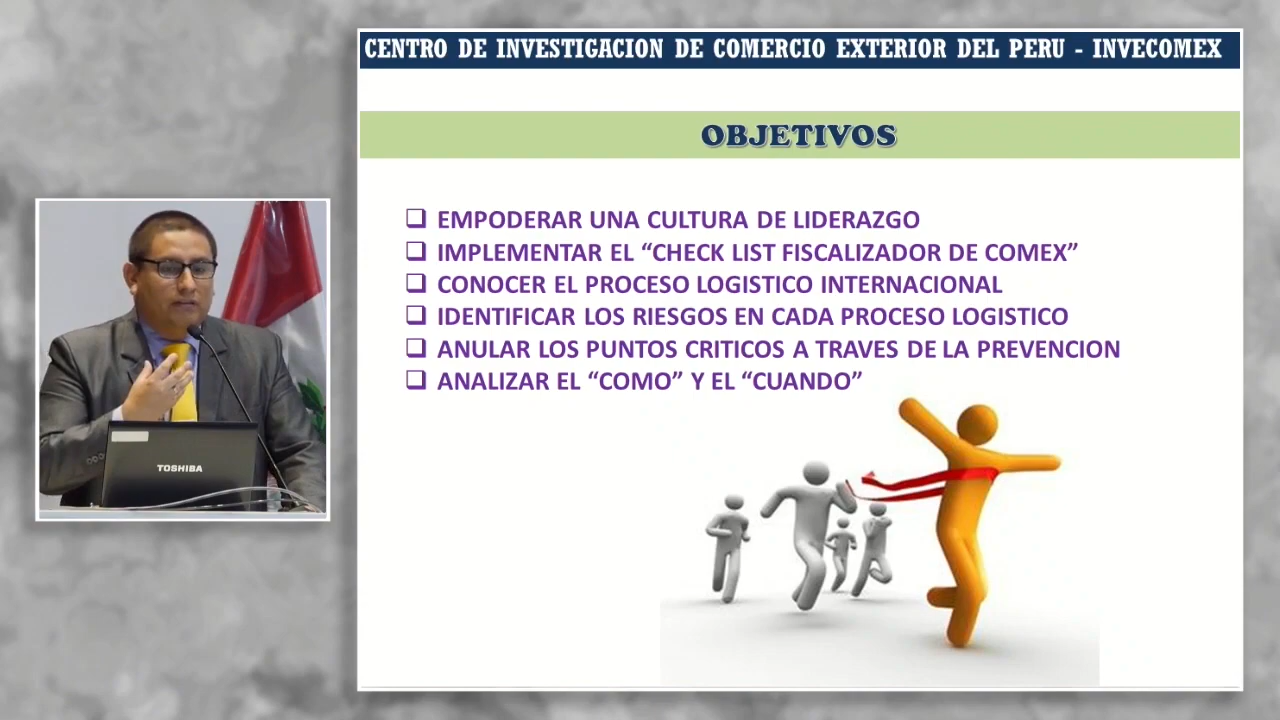 CENTRO DE INVESTIGACION DE COMERCIO EXTERIOR DEL PERU - INVECOMEX
OBJETIVOS
EMPODERAR UNA CULTURA DE LIDERAZGO
IMPLEMENTAR EL “CHECK LIST FISCALIZADOR DE COMEX”
CONOCER EL PROCESO LOGISTICO INTERNACIONAL
IDENTIFICAR LOS RIESGOS EN CADA PROCESO LOGISTICO
ANULAR LOS PUNTOS CRITICOS A TRAVES DE LA PREVENCION
ANALIZAR EL “COMO” Y EL “CUANDO”
TOSHIBA